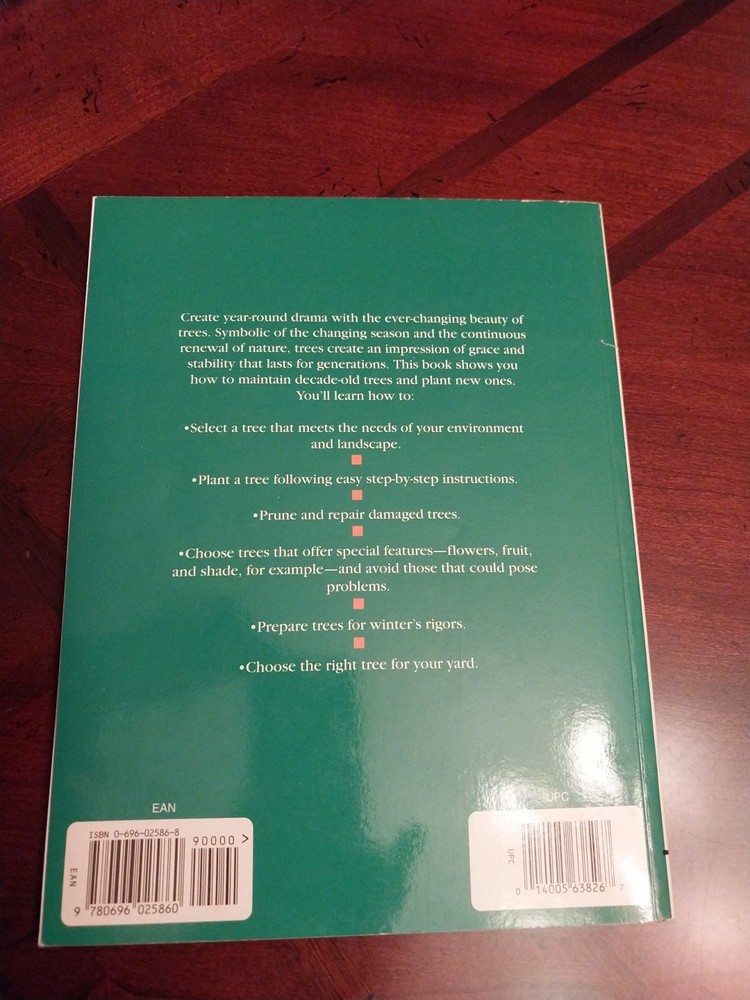 Create year-round drama with the ever-changing beauty of
trees. Symbolic of the changing season and the continuous
renewal of nature, trees create an impression of grace and
stability that lasts for generations. This book shows you
how to maintain decade-old trees and plant new ones.
You'll learn how to:
•Select a tree that meets the needs of your environment
and landscape.
•Plant a tree following easy step-by-step instructions.
•Prune and repair damaged trees.
•Choose trees that offer special features—flowers, fruit,
and shade, for example—and avoid those that could pose
problems.
•Prepare trees for winter's rigors.
•Choose the right tree for your yard.
EAN
ISBN 0-696-02586-8
90000 >
EAN
9 780696 025860
UPC
UPC
0 14005 63826 7